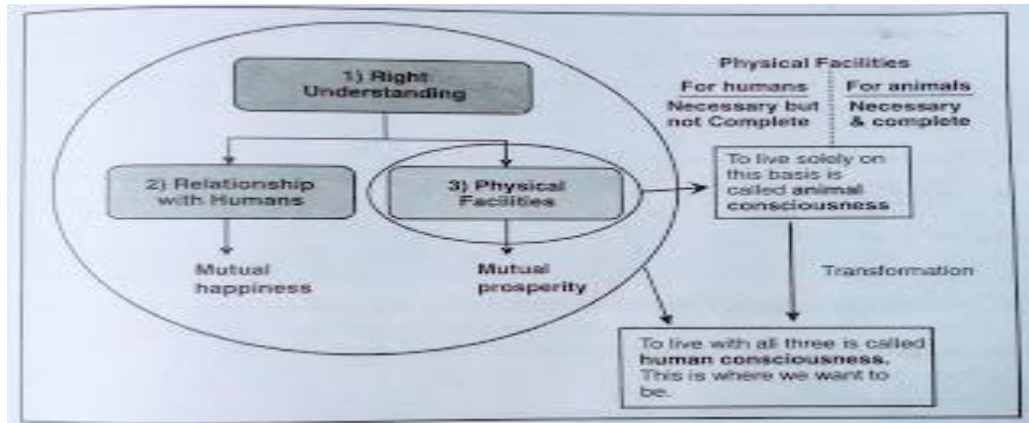 1) Right
Understanding
2) Relationship
with Humans
3) Physical
Facilities
Mutual
happiness
Mutual
prosperity
Physical Facilities
For humans
Necessary but
not Complete
For animals
Necessary
& complete
To live solely on
this basis is
called animal
consciousness
Transformation
To live with all three is called
human consciousness.
This is where we want to
be.